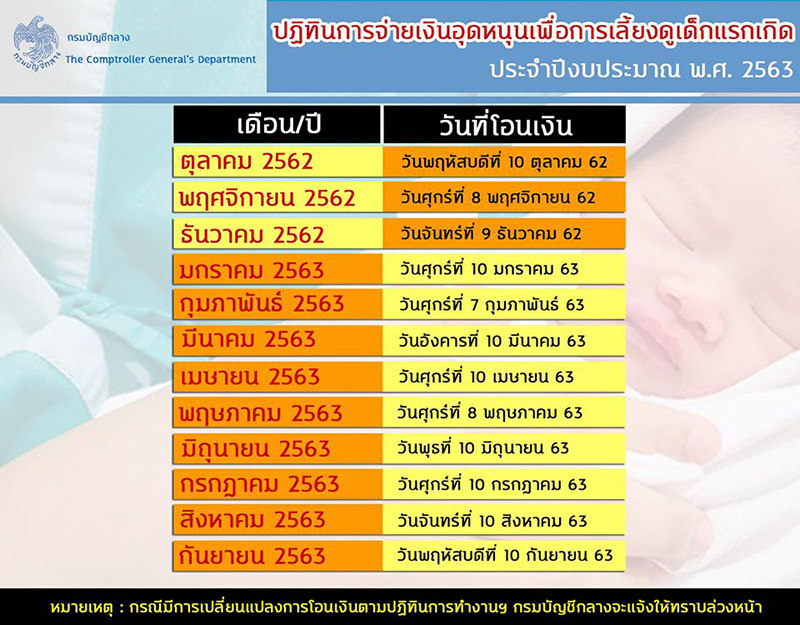 กรมบัญชีกลาง
The Comptroller General's Department
กรมบัญชีกลาง
ปฏิทินการจ่ายเงินอุดหนุนเพื่อการเลี้ยงดูเด็กแรกเกิด
ประจำปีงบประมาณ พ.ศ. 2563
เดือน/ปี วันที่โอนเงิน
ตุลาคม 2562 วันพฤหัสบดีที่ 10 ตุลาคม 62
พฤศจิกายน 2562 วันศุกร์ที่ 8 พฤศจิกายน 62
ธันวาคม 2562 วันจันทร์ที่ 9 ธันวาคม 62
มกราคม 2563 วันศุกร์ที่ 10 มกราคม 63
กุมภาพันธ์ 2563 วันศุกร์ที่ 7 กุมภาพันธ์ 63
มีนาคม 2563 วันอังคารที่ 10 มีนาคม 63
เมษายน 2563 วันศุกร์ที่ 10 เมษายน 63
พฤษภาคม 2563 วันศุกร์ที่ 8 พฤษภาคม 63
มิถุนายน 2563 วันพุธที่ 10 มิถุนายน 63
กรกฎาคม 2563 วันศุกร์ที่ 10 กรกฎาคม 63
สิงหาคม 2563 วันจันทร์ที่ 10 สิงหาคม 63
กันยายน 2563 วันพฤหัสบดีที่ 10 กันยายน 63
หมายเหตุ : กรณีมีการเปลี่ยนแปลงการโอนเงินตามปฏิทินการทำงานฯ กรมบัญชีกลางจะแจ้งให้ทราบล่วงหน้า